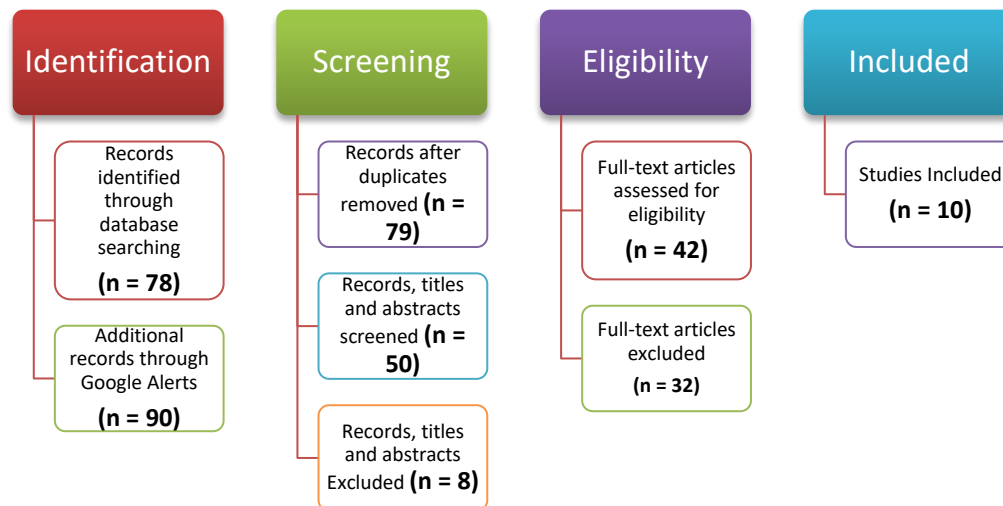 Identification
Records
identified
through
database
searching
(n = 78)
Additional
records through
Google Alerts
(n = 90)
Screening
Records after
duplicates
removed (n =
79)
Records, titles
and abstracts
screened (n =
50)
Records, titles
and abstracts
Excluded (n = 8)
Eligibility
Full-text articles
assessed for
eligibility
(n = 42)
Full-text articles
excluded
(n = 32)
Included
Studies Included
(n = 10)